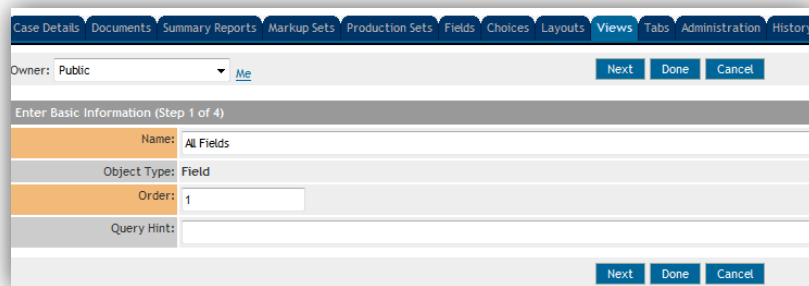 Case Details Documents Summary Reports Markup Sets Production Sets Fields Choices Layouts Views Tabs Administration History
Owner: Public Me Next Done Cancel
Enter Basic Information (Step 1 of 4)
Name: All Fields
Object Type: Field
Order: 1
Query Hint:
Next Done Cancel